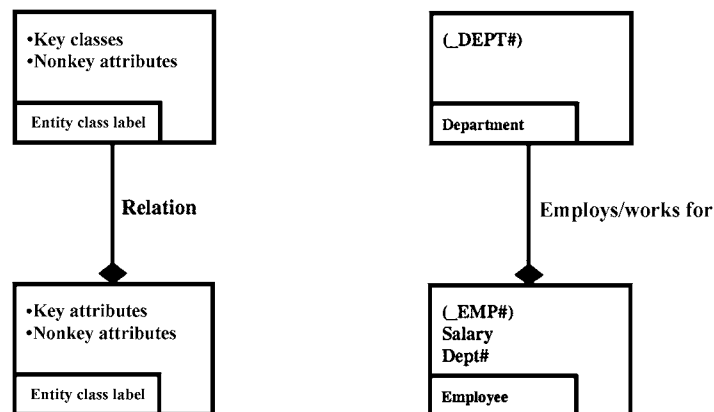 •Key classes
•Nonkey attributes
Entity class label
Relation
•Key attributes
•Nonkey attributes
Entity class label
(_DEPT#)
Department
Employs/works for
(_EMP#)
Salary
Dept#
Employee